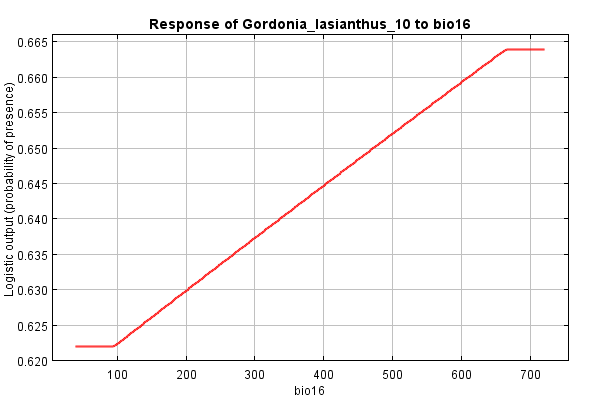 Response of Gordonia_lasianthus_10 to bio16
Logistic output (probability of presence)
0.665
0.660
0.655
0.650
0.645
0.640
0.635
0.630
0.625
0.620
100 200 300 400 500 600 700
bio16